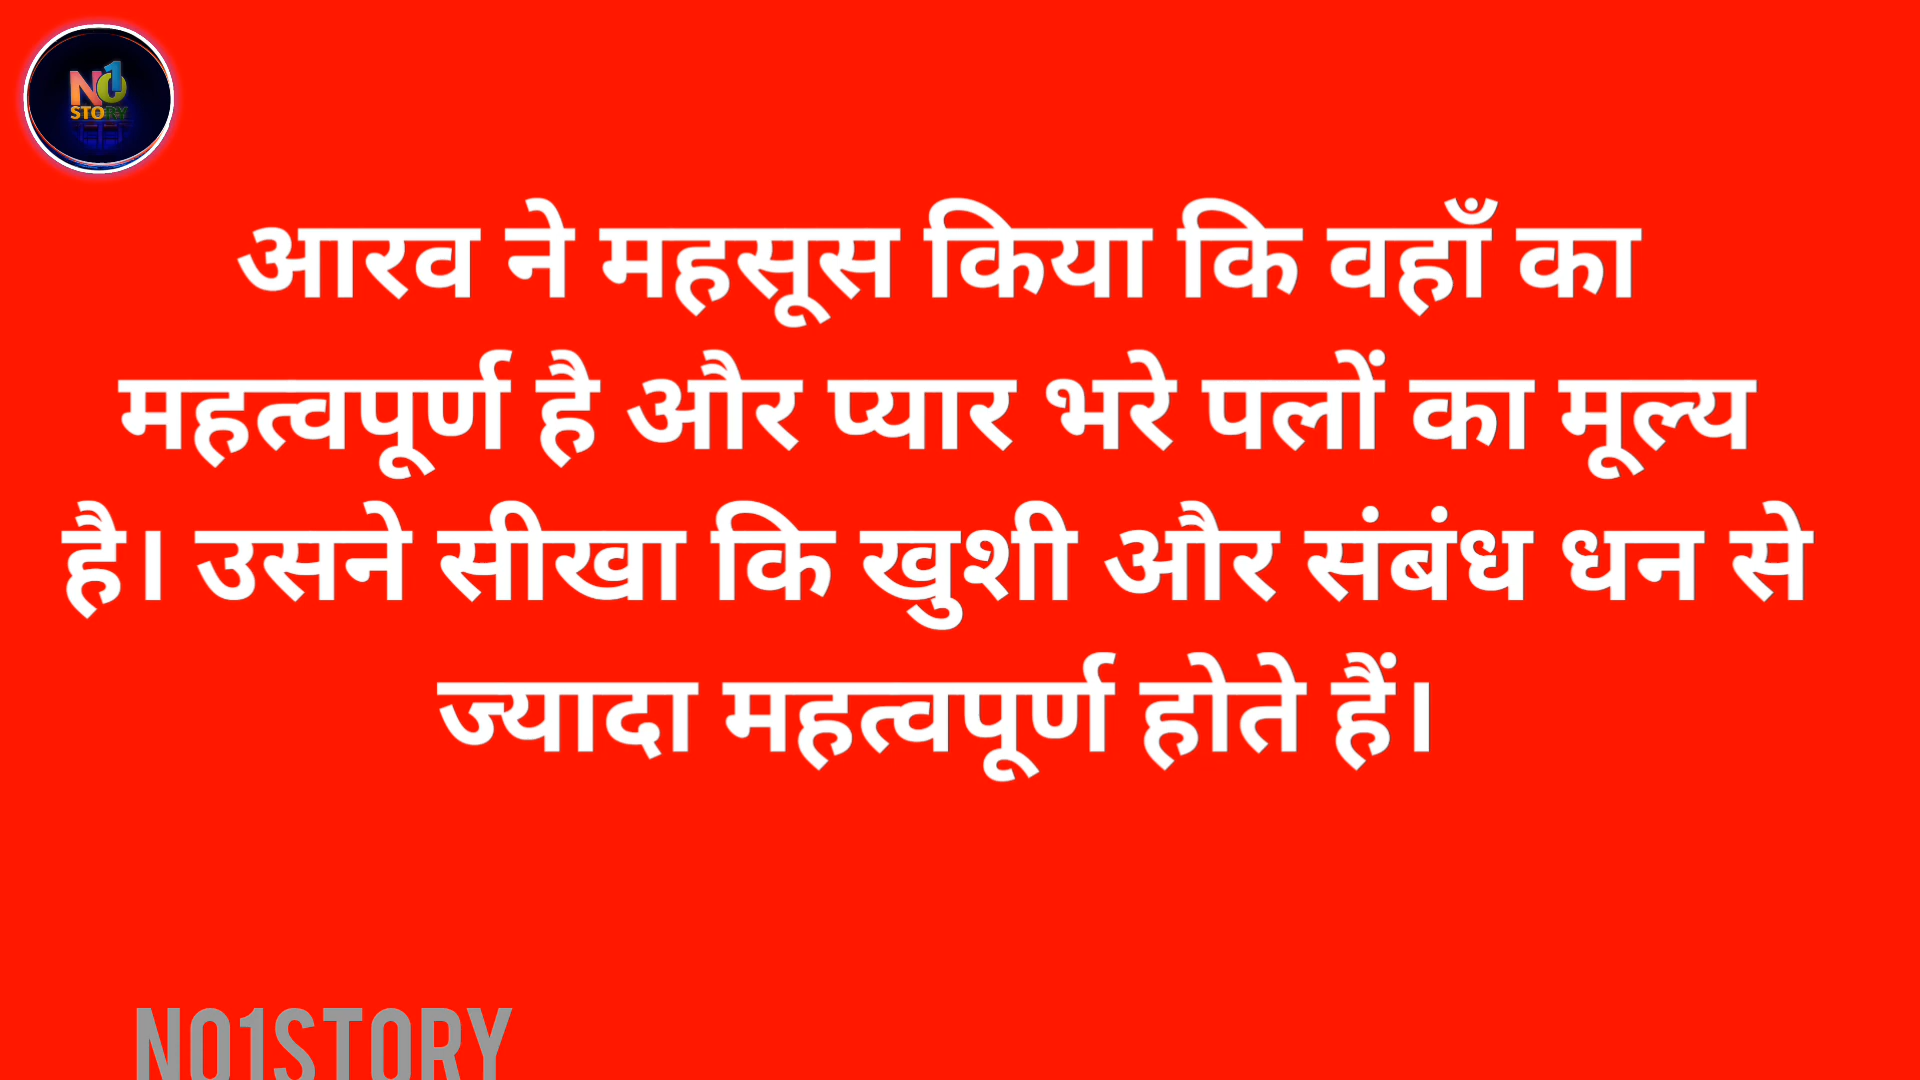 NO1
STORY
आरव ने महसूस किया कि वहाँ का
महत्वपूर्ण है और प्यार भरे पलों का मूल्य
है। उसने सीखा कि खुशी और संबंध धन से
ज्यादा महत्वपूर्ण होते हैं।
NO1STORY